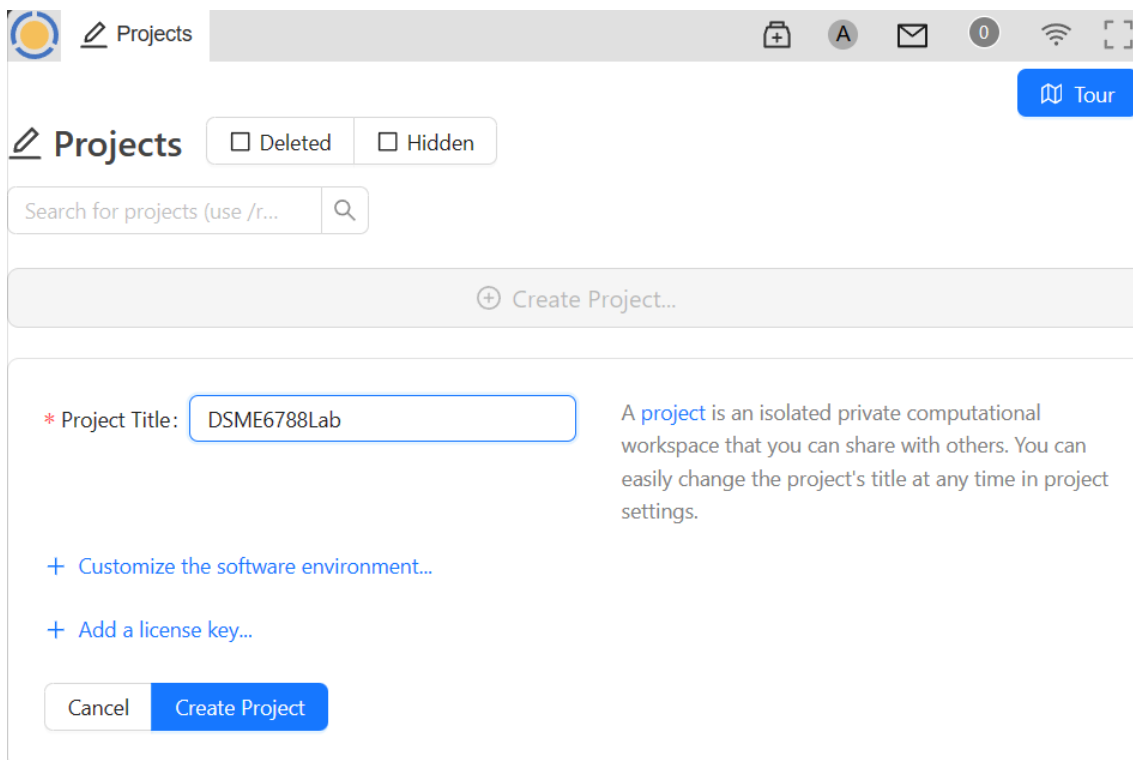 Projects
A
0
Tour
Projects
Deleted
Hidden
Search for projects (use /r...
Create Project...
* Project Title:
DSME6788Lab
A project is an isolated private computational
workspace that you can share with others. You can
easily change the project's title at any time in project
settings.
+ Customize the software environment...
+ Add a license key...
Cancel
Create Project